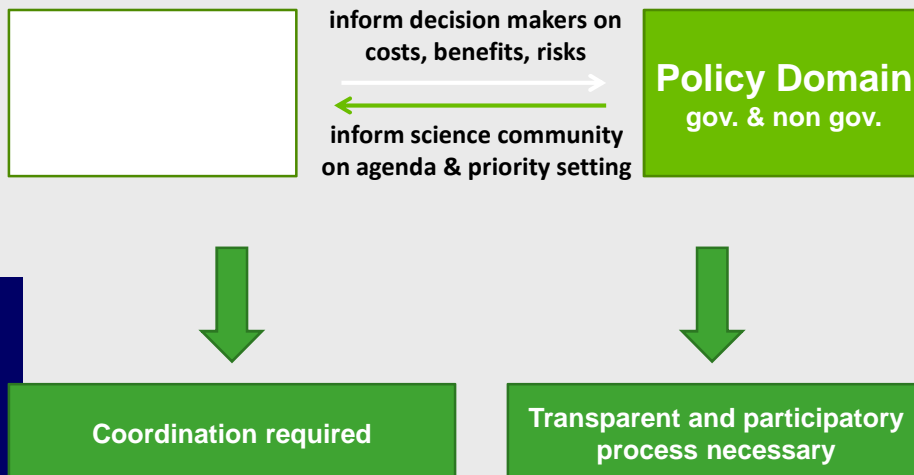 inform decision makers on
costs, benefits, risks
Policy Domain
gov. & non gov.
inform science community
on agenda & priority setting
Coordination required
Transparent and participatory
process necessary